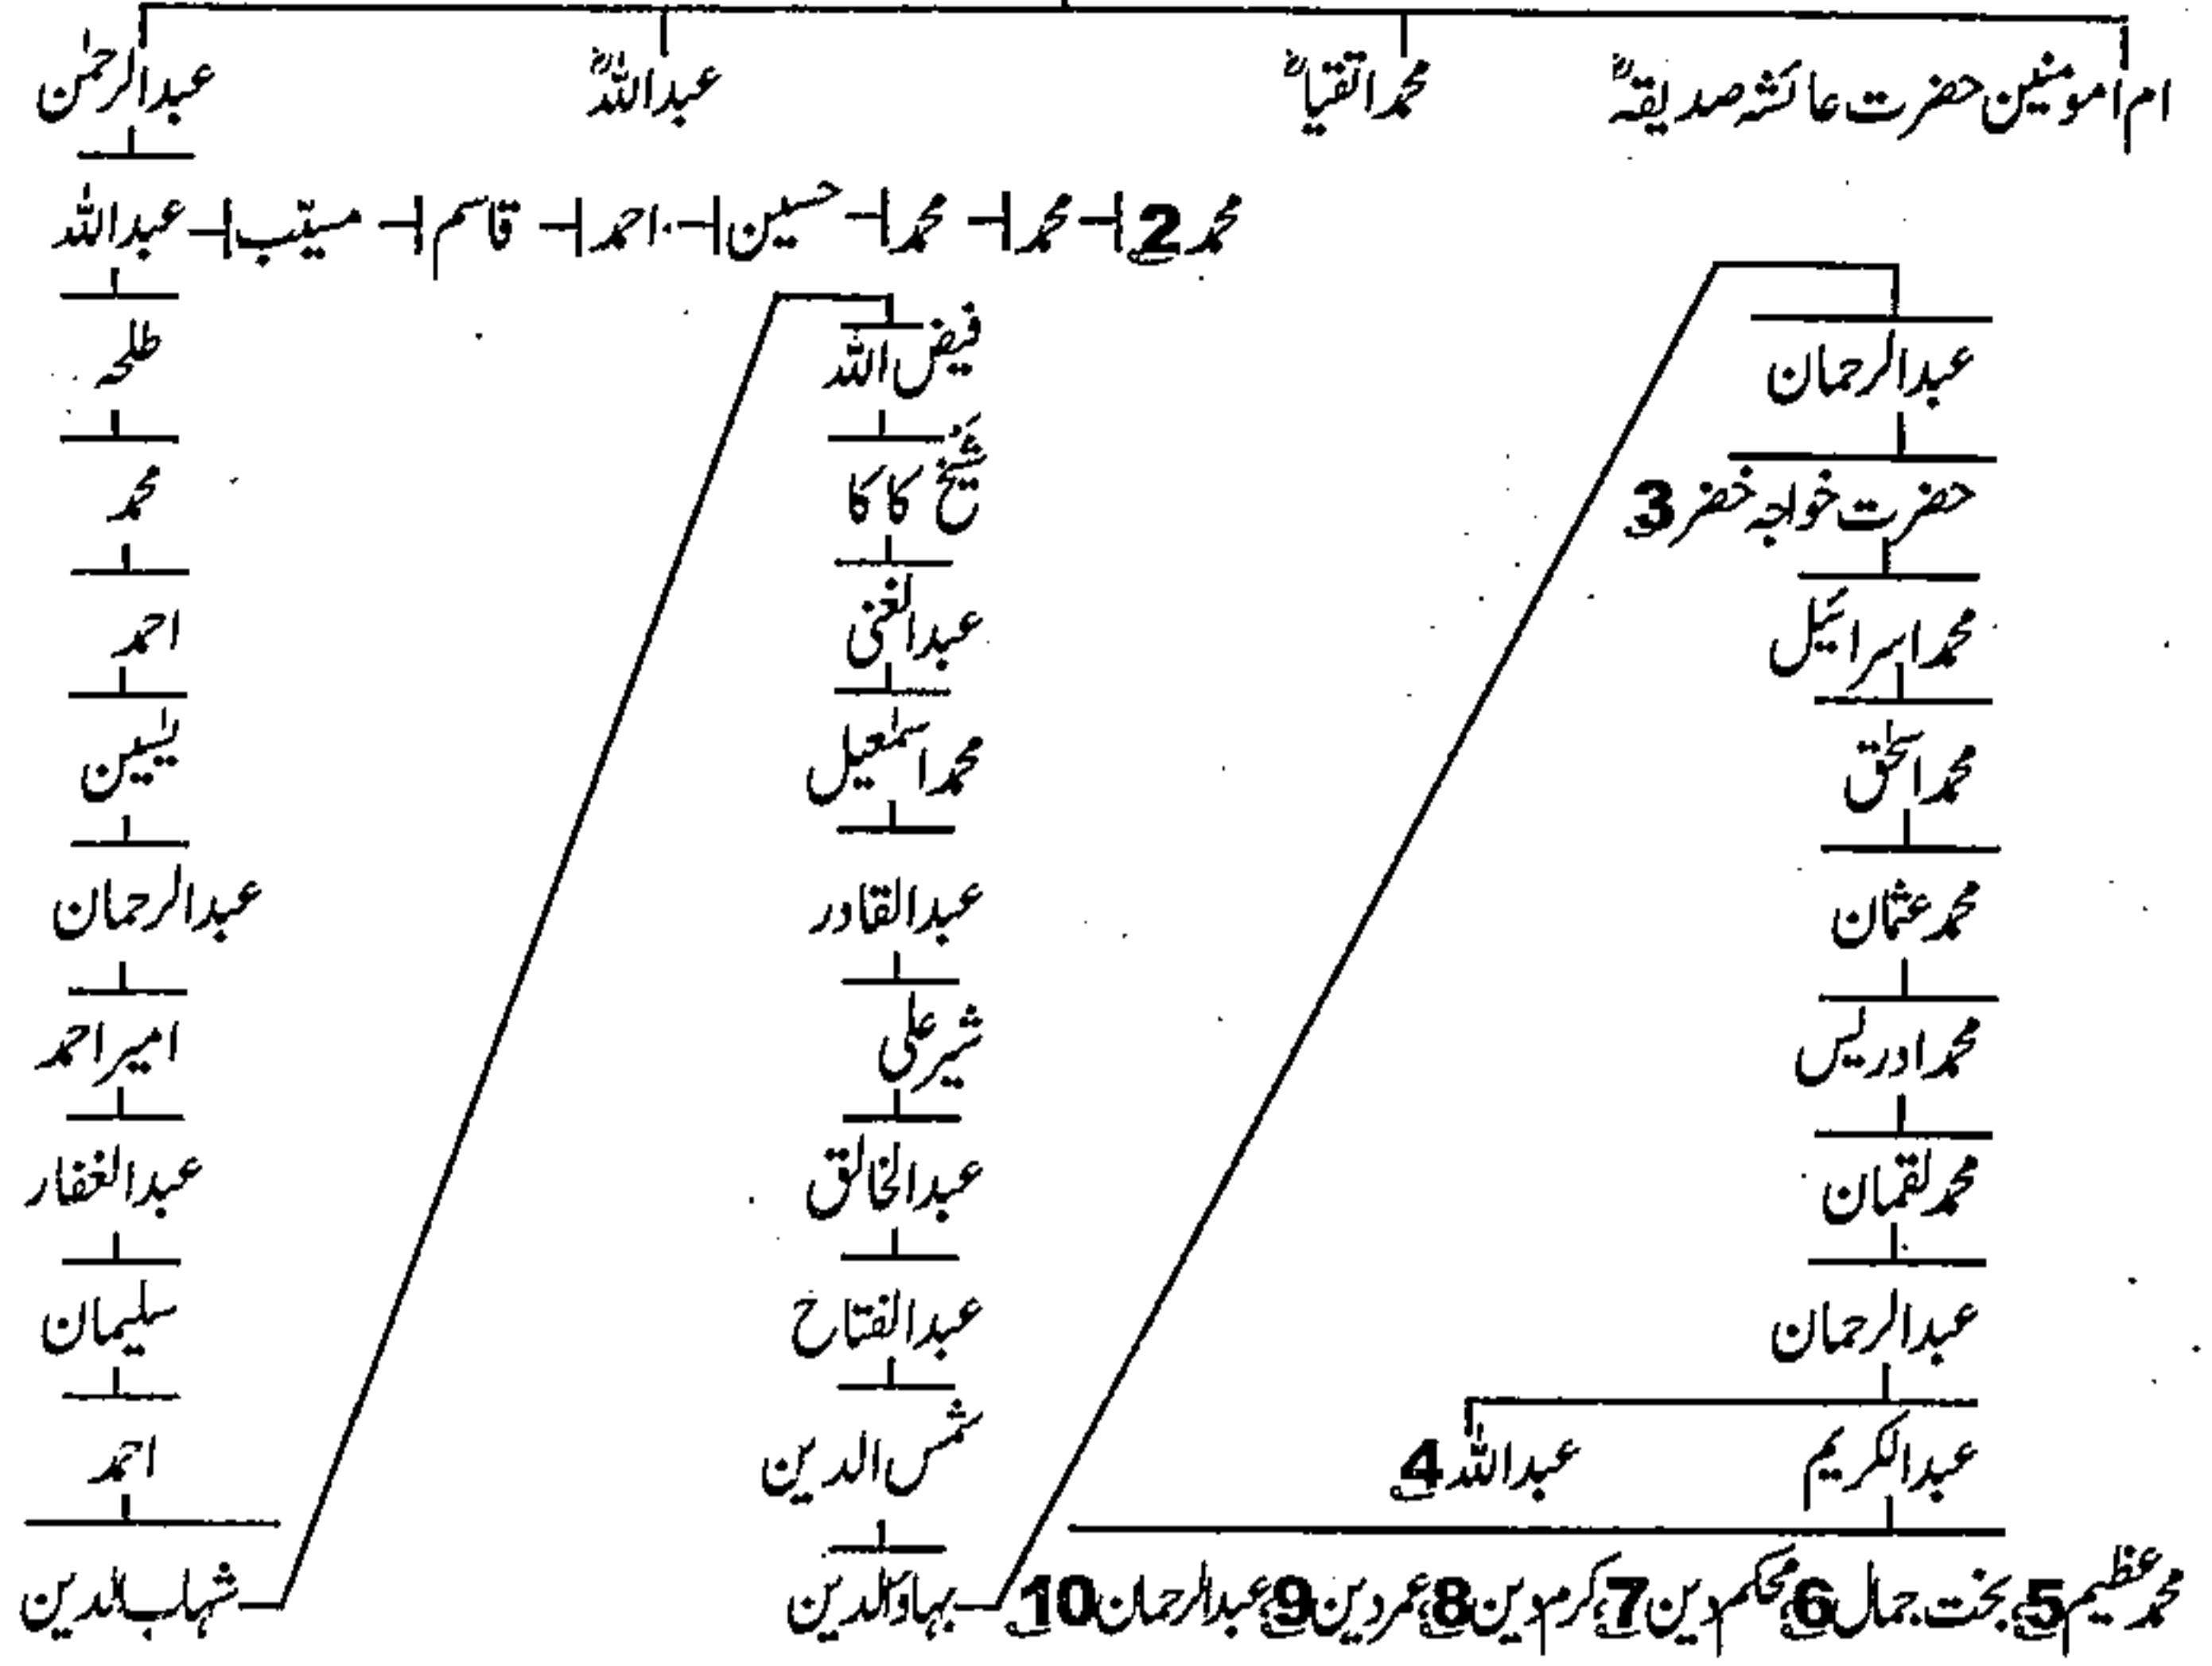 ام امومنین حضرت عائشہ صدیقہؓ محمد اتقیاؓ عبداللہؓ عبدالرحمٰن
محمد 2 محمد محمد حسین احمد قاسم مسیّب عبداللہ
طلحہ
محمد
احمد
یٰسین
عبدالرحمان
امیر احمد
عبدالغفار
سلیمان
احمد
شہاب الدین
فیض اللہ
شیخ کاکا
عبدالغنی
محمد اسمٰعیل
عبدالقادر
شیر علی
عبدالخالق
عبدالفتاح
شمس الدین
بہاؤالدین
عبدالرحمان
حضرت خواجہ خضر 3
محمد اسرائیل
محمد اسحٰق
محمد عثمان
محمد ادریس
محمد لقمان
عبدالرحمان
عبدالکریم عبداللہ 4
محمد عظیم 5، بخت جمال 6، محکم دین 7، کرم دین 8، عمر دین 9، عبدالرحمان 10